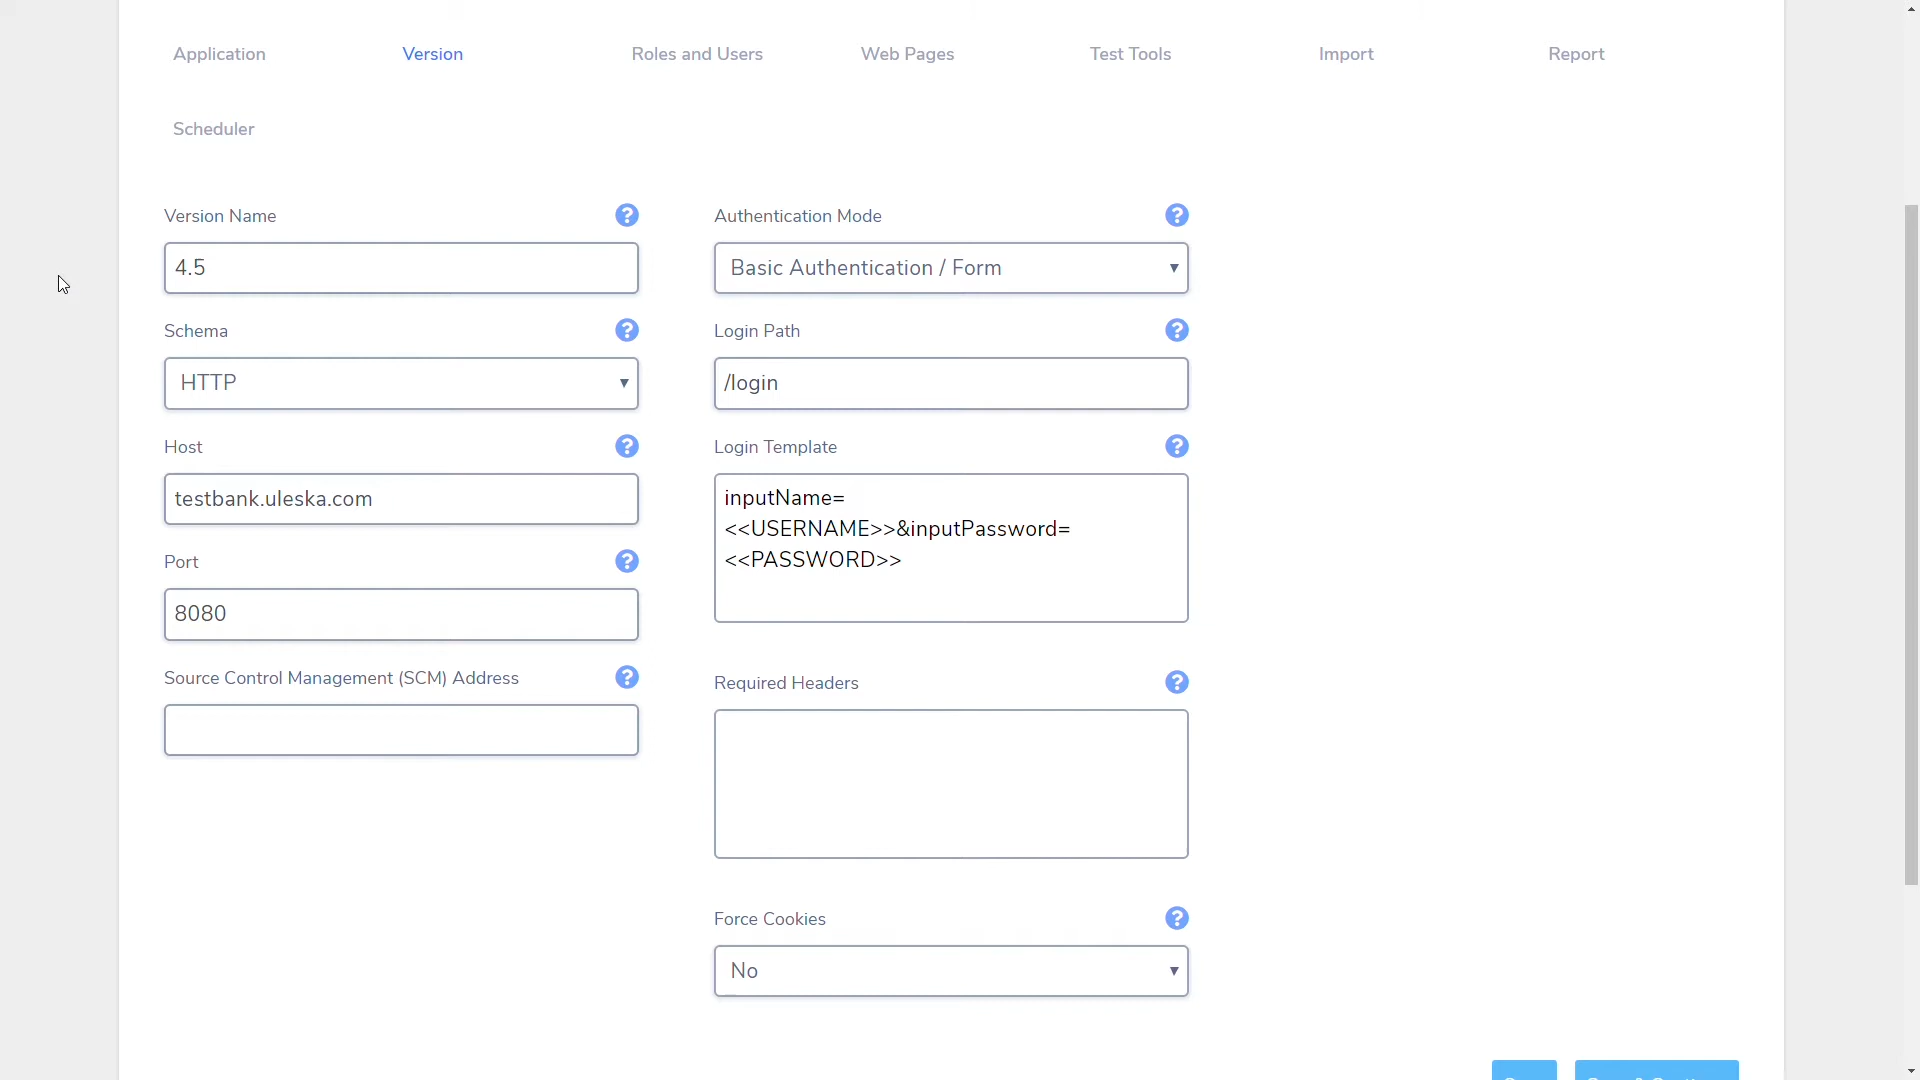 Application Version Roles and Users Web Pages Test Tools Import Report
Scheduler
Version Name
4.5
Schema
HTTP
Host
testbank.uleska.com
Port
8080
Source Control Management (SCM) Address
Authentication Mode
Basic Authentication / Form
Login Path
/login
Login Template
inputName=
<<USERNAME>>&inputPassword=
<<PASSWORD>>
Required Headers
Force Cookies
No